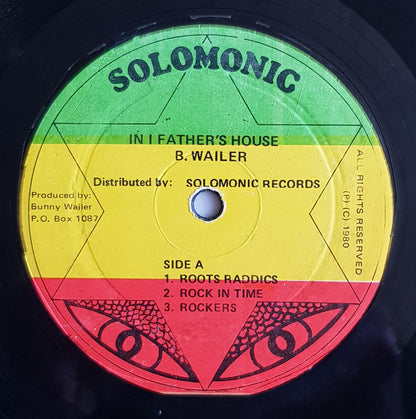 SOLOMONIC
IN I FATHER'S HOUSE
B. WAILER
Distributed by: SOLOMONIC RECORDS
Produced by:
Bunny Wailer
P.O. Box 1087
ALL RIGHTS RESERVED
(P) (C) 1980
SIDE A
1. ROOTS RADDICS
2. ROCK IN TIME
3. ROCKERS